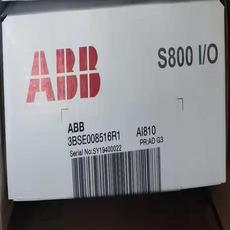 ABB
S800 I/O
ABB
3BSE008516R1 AI810
Serial No:SY19400022 PR:AD G3